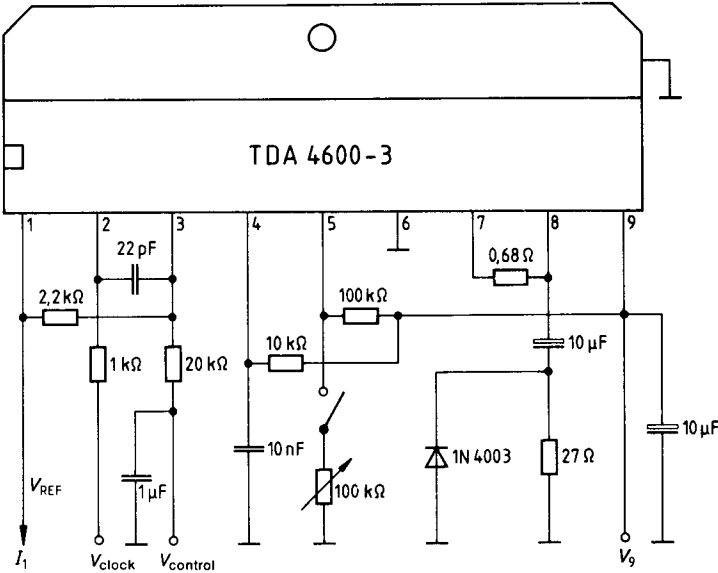 TDA 4600-3
1 2 3 4 5 6 7 8 9
22 pF
0,68 Ω
2,2 kΩ
100 kΩ
10 kΩ
10 µF
1 kΩ
20 kΩ
10 nF
1N 4003
27 Ω
10 µF
V_REF
1 µF
100 kΩ
I_1
V_clock
V_control
V_9